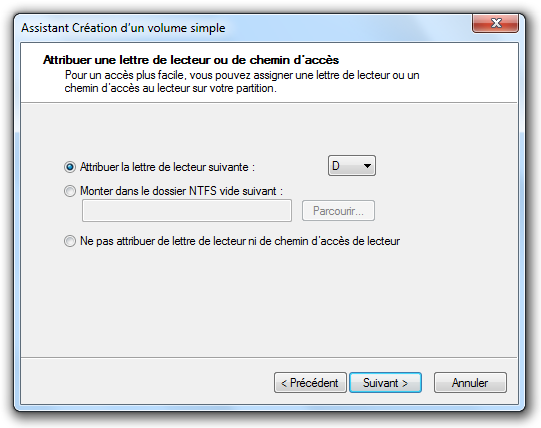 Assistant Création d'un volume simple
Attribuer une lettre de lecteur ou de chemin d'accès
Pour un accès plus facile, vous pouvez assigner une lettre de lecteur ou un
chemin d'accès au lecteur sur votre partition.
Attribuer la lettre de lecteur suivante : D
Monter dans le dossier NTFS vide suivant :
Parcourir...
Ne pas attribuer de lettre de lecteur ni de chemin d'accès de lecteur
< Précédent Suivant > Annuler